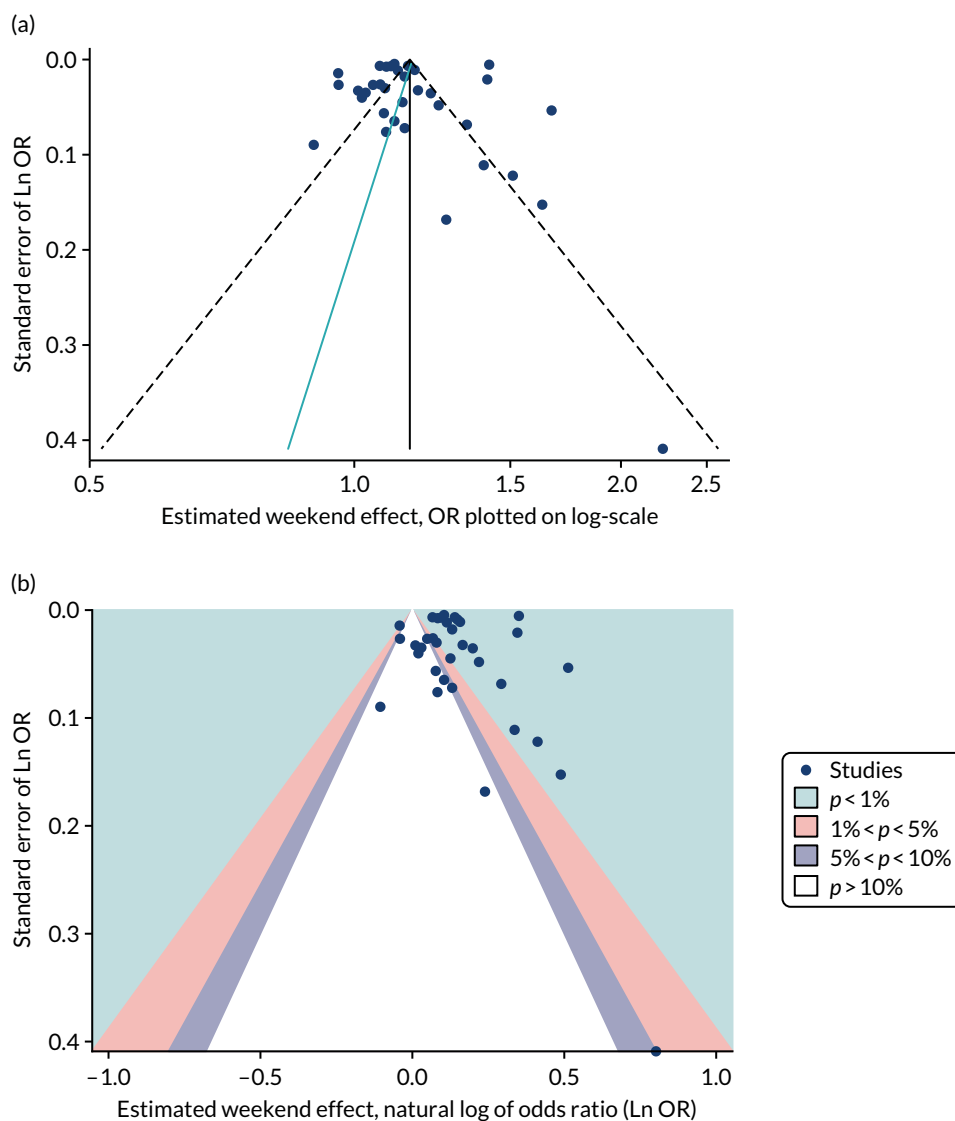 (a)
0.0
0.1
0.2
0.3
0.4
Standard error of Ln OR
0.5
1.0
1.5
2.0
2.5
Estimated weekend effect, OR plotted on log-scale
(b)
0.0
0.1
0.2
0.3
0.4
Standard error of Ln OR
−1.0
−0.5
0.0
0.5
1.0
Estimated weekend effect, natural log of odds ratio (Ln OR)
Studies
p < 1%
1% < p < 5%
5% < p < 10%
p > 10%